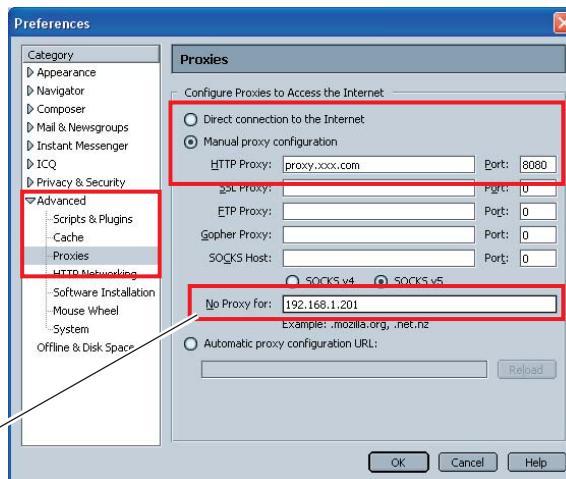 Preferences
Category
Appearance
Navigator
Composer
Mail & Newsgroups
Instant Messenger
ICQ
Privacy & Security
Advanced
Scripts & Plugins
Cache
Proxies
HTTP Networking
Software Installation
Mouse Wheel
System
Offline & Disk Space
Proxies
Configure Proxies to Access the Internet
Direct connection to the Internet
Manual proxy configuration
HTTP Proxy: proxy.xxx.com Port: 8080
SSL Proxy: Port: 0
FTP Proxy: Port: 0
Gopher Proxy: Port: 0
SOCKS Host: Port: 0
SOCKS v4 SOCKS v5
No Proxy for: 192.168.1.201
Example: .mozilla.org, .net.nz
Automatic proxy configuration URL:
Reload
OK Cancel Help